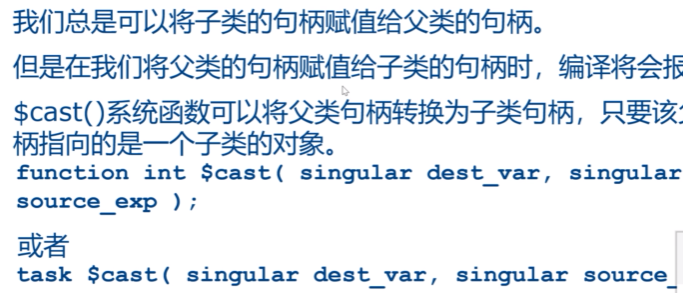 我们总是可以将子类的句柄赋值给父类的句柄。
但是在我们将父类的句柄赋值给子类的句柄时，编译将会报
$cast()系统函数可以将父类句柄转换为子类句柄，只要该
柄指向的是一个子类的对象。
function int $cast( singular dest_var, singular
source_exp );
或者
task $cast( singular dest_var, singular source_